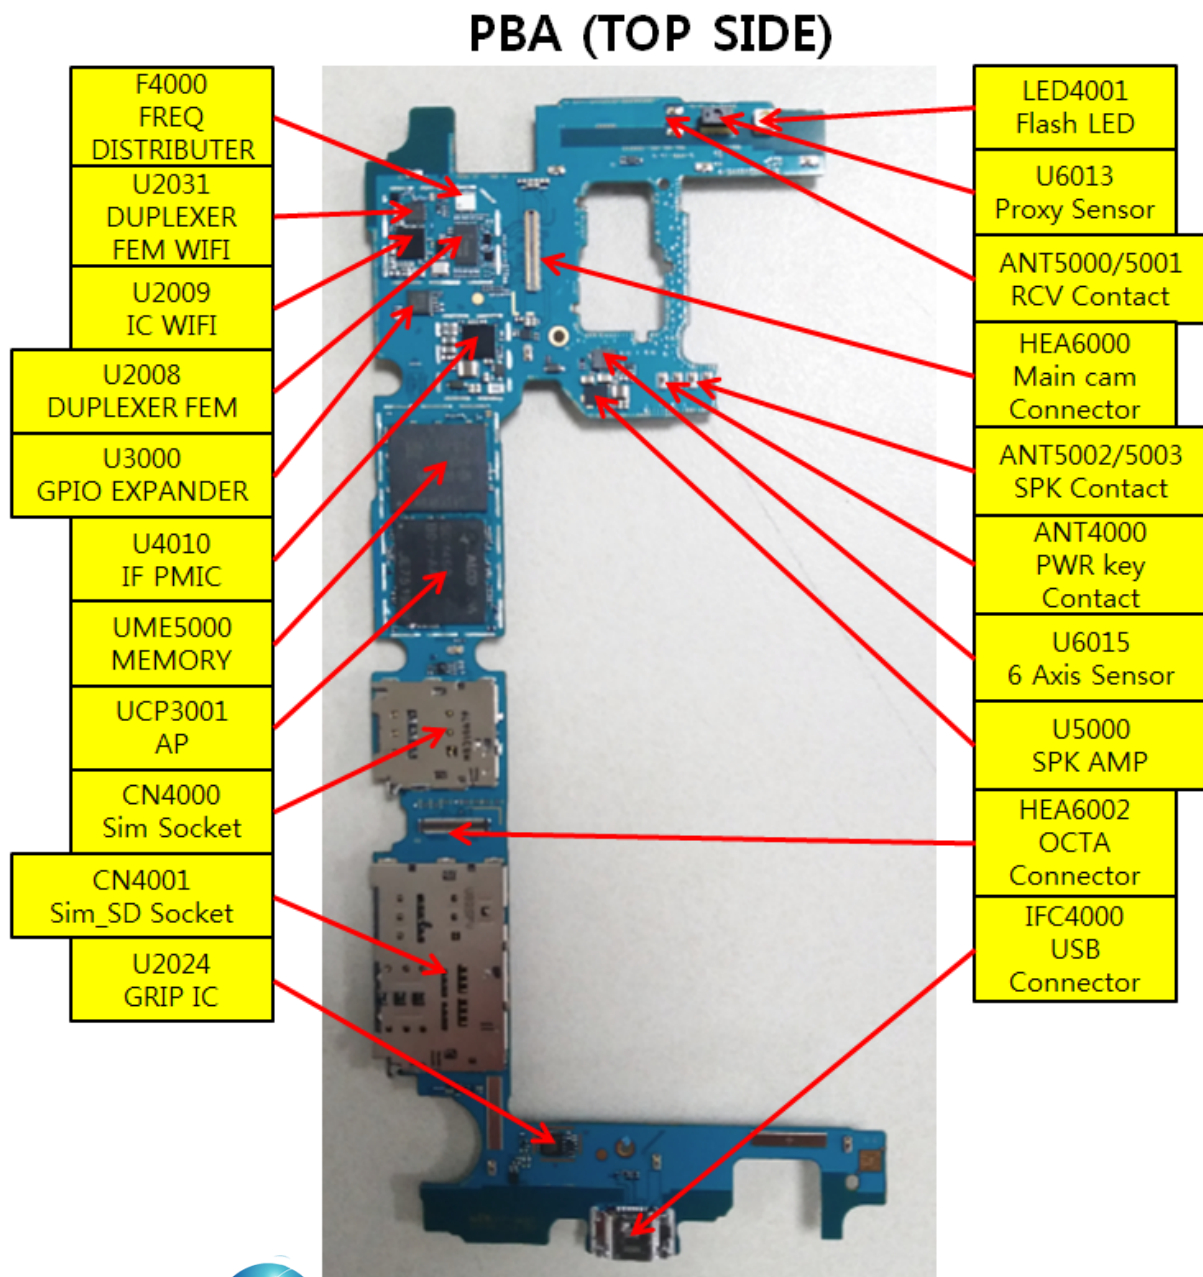 PBA (TOP SIDE)
F4000
FREQ
DISTRIBUTER
U2031
DUPLEXER
FEM WIFI
U2009
IC WIFI
U2008
DUPLEXER FEM
U3000
GPIO EXPANDER
U4010
IF PMIC
UME5000
MEMORY
UCP3001
AP
CN4000
Sim Socket
CN4001
Sim_SD Socket
U2024
GRIP IC
LED4001
Flash LED
U6013
Proxy Sensor
ANT5000/5001
RCV Contact
HEA6000
Main cam
Connector
ANT5002/5003
SPK Contact
ANT4000
PWR key
Contact
U6015
6 Axis Sensor
U5000
SPK AMP
HEA6002
OCTA
Connector
IFC4000
USB
Connector